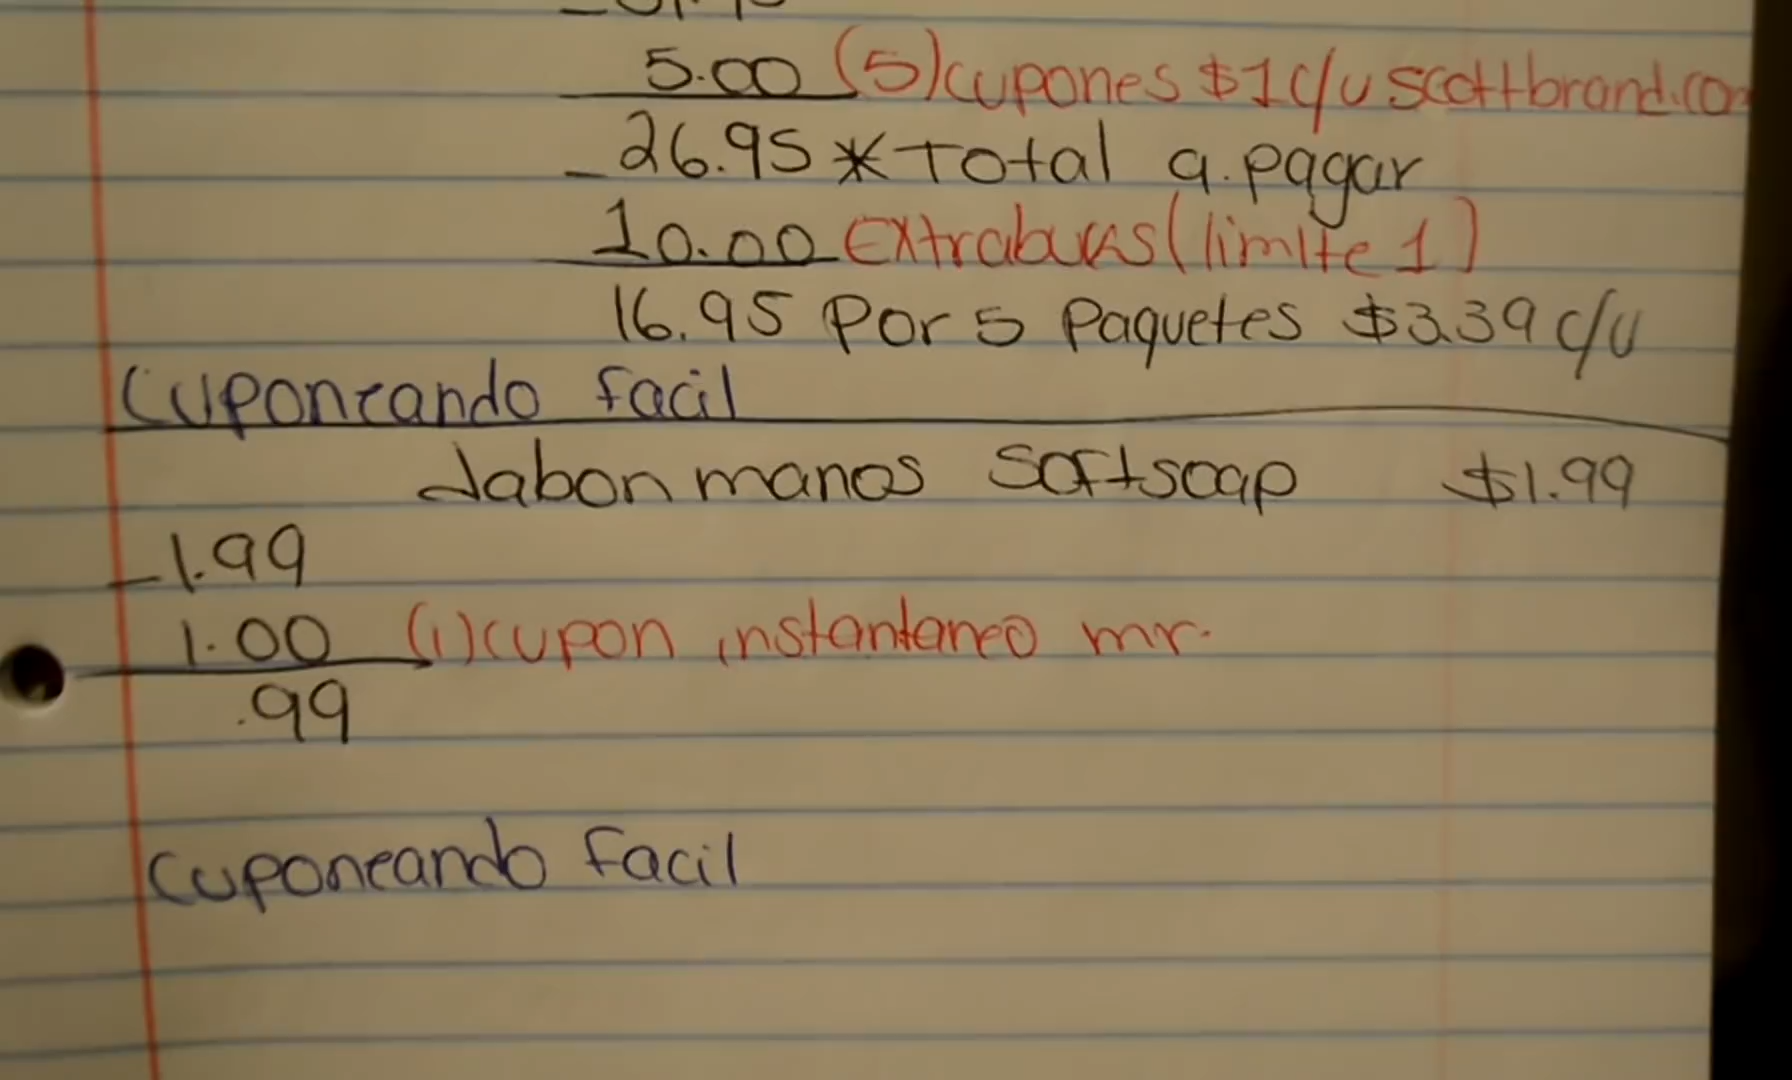 5.00 (5) cupones $1 c/u scottbrand.co
- 26.95 * Total a.pagar
10.00 Extrabucks (limite 1)
16.95 Por 5 Paquetes $3.39 c/u
Cuponeando facil
Jabon manos Softsoap $1.99
- 1.99
1.00 (1) cupon instantaneo mr.
.99
Cuponeando facil